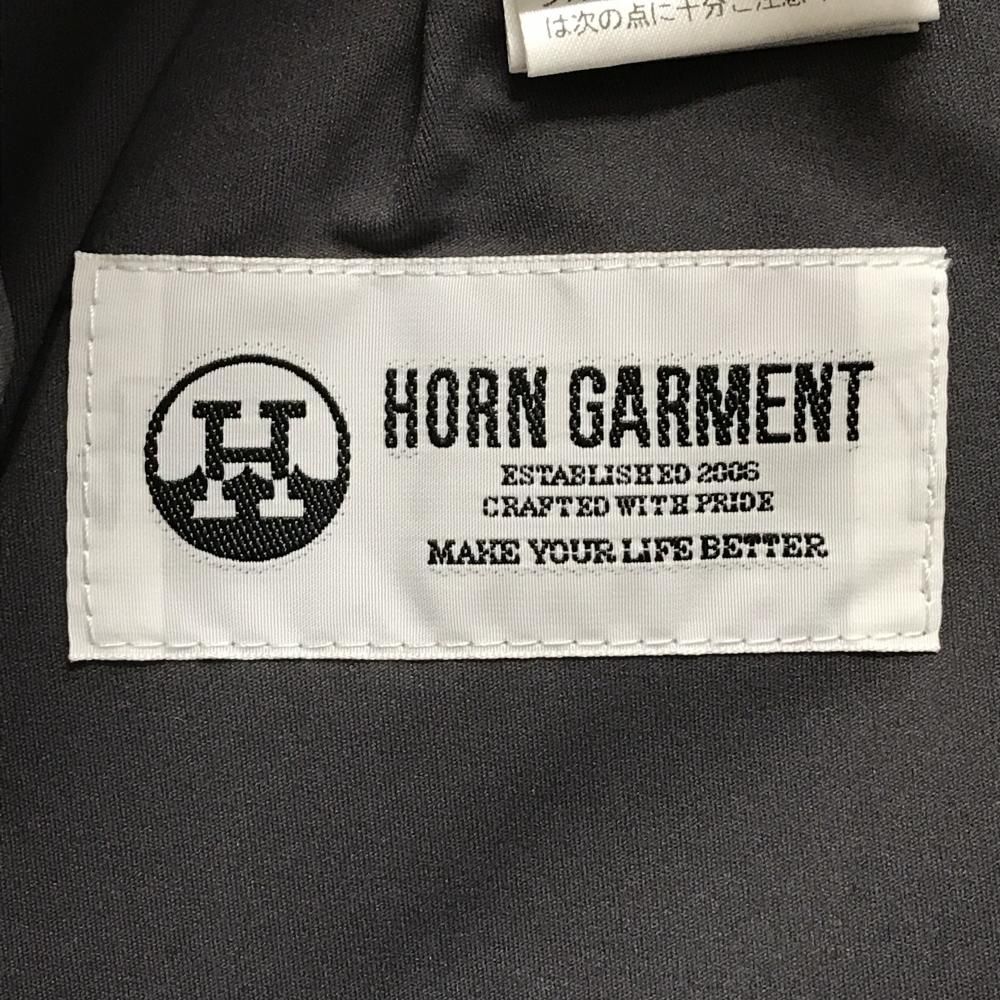 は次の点に十分ご注意
H
HORN GARMENT
ESTABLISHED 2006
CRAFTED WITH PRIDE
MAKE YOUR LIFE BETTER